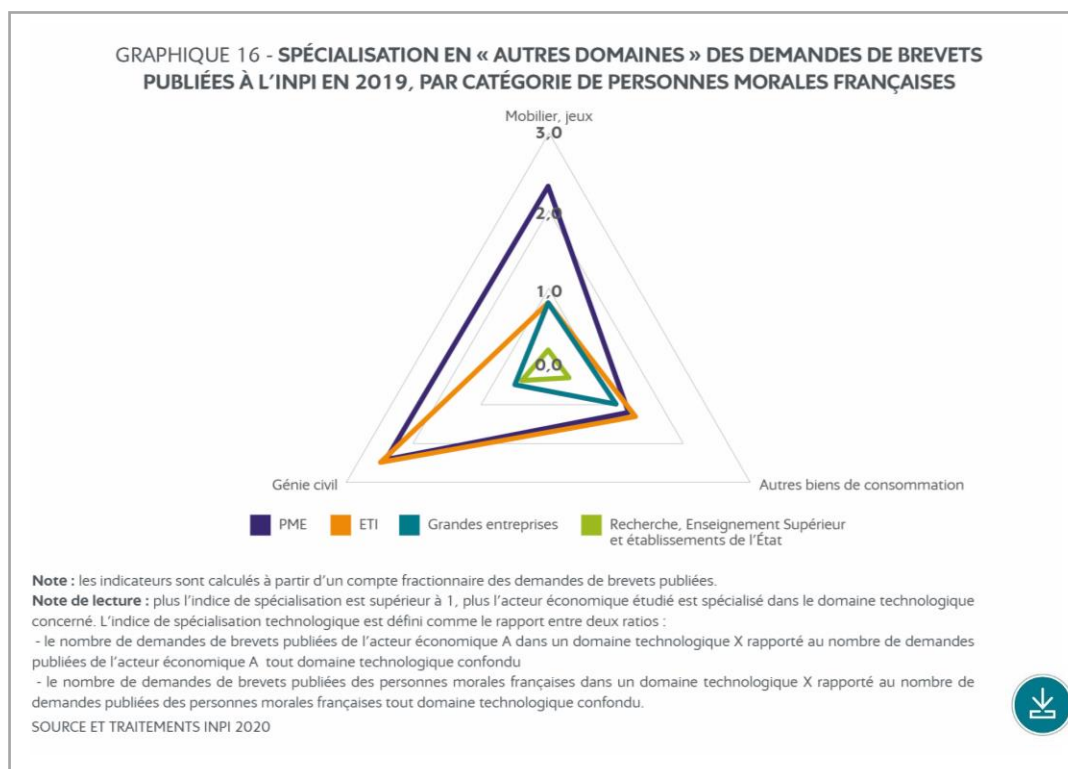 GRAPHIQUE 16 - SPÉCIALISATION EN « AUTRES DOMAINES » DES DEMANDES DE BREVETS
PUBLIÉES À L'INPI EN 2019, PAR CATÉGORIE DE PERSONNES MORALES FRANÇAISES
Mobilier, jeux
3,0
2,0
1,0
0,0
Génie civil
Autres biens de consommation
PME
ETI
Grandes entreprises
Recherche, Enseignement Supérieur
et établissements de l'État
Note : les indicateurs sont calculés à partir d'un compte fractionnaire des demandes de brevets publiées.
Note de lecture : plus l'indice de spécialisation est supérieur à 1, plus l'acteur économique étudié est spécialisé dans le domaine technologique
concerné. L'indice de spécialisation technologique est défini comme le rapport entre deux ratios :
- le nombre de demandes de brevets publiées de l'acteur économique A dans un domaine technologique X rapporté au nombre de demandes
publiées de l'acteur économique A tout domaine technologique confondu
- le nombre de demandes de brevets publiées des personnes morales françaises dans un domaine technologique X rapporté au nombre de
demandes publiées des personnes morales françaises tout domaine technologique confondu.
SOURCE ET TRAITEMENTS INPI 2020